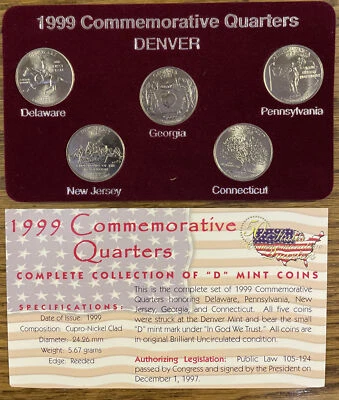 1999 Commemorative Quarters
DENVER
Delaware
Pennsylvania
Georgia
New Jersey
Connecticut
1999 Commemorative
Quarters
COMPLETE COLLECTION OF "D" MINT COINS
SPECIFICATIONS:
Date of Issue: 1999
Composition: Cupro-Nickel Clad
Diameter: 24.26 mm
Weight: 5.67 grams
Edge: Reeded
This is the complete set of 1999 Commemorative
Quarters honoring Delaware, Pennsylvania, New
Jersey, Georgia, and Connecticut. All five coins
were struck at the Denver Mint and bear the small
"D" mint mark under "In God We Trust." All coins are
in original Brilliant Uncirculated condition.
Authorizing Legislation: Public Law 105-124
passed by Congress and signed by the President on
December 1, 1997.